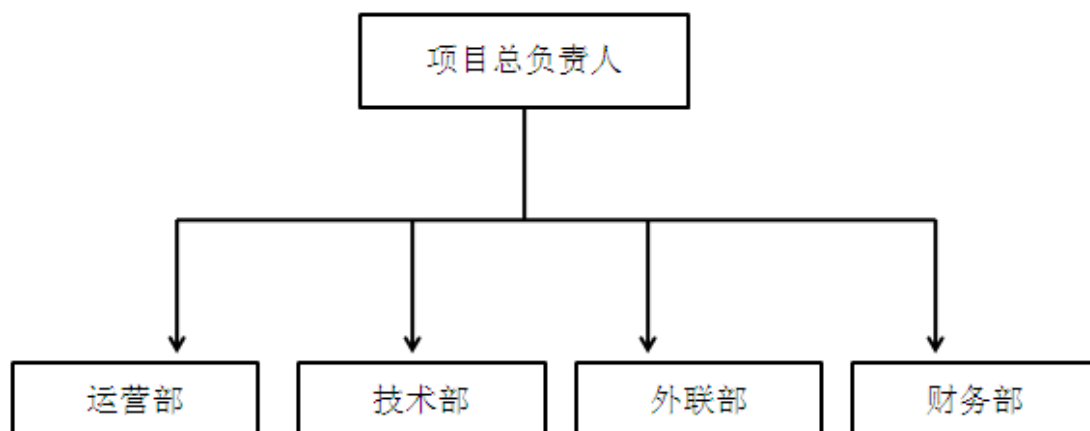 项目总负责人
运营部
技术部
外联部
财务部